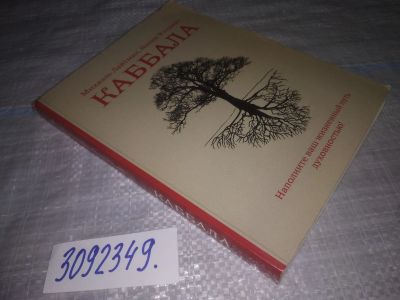 КАББАЛА
Наполните ваш жизненный путь
духовностью!
КАББАЛА
3092349.